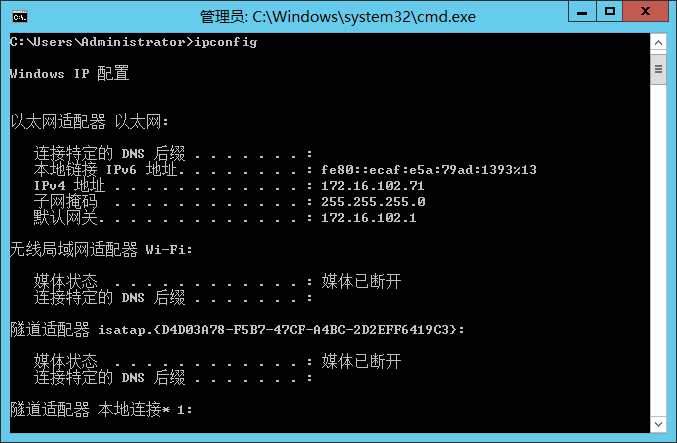 管理员: C:\Windows\system32\cmd.exe
C:\Users\Administrator>ipconfig
Windows IP 配置
以太网适配器 以太网:
连接特定的 DNS 后缀 . . . . . . . :
本地链接 IPv6 地址. . . . . . . . : fe80::ecaf:e5a:79ad:1393%13
IPv4 地址 . . . . . . . . . . . . : 172.16.102.71
子网掩码 . . . . . . . . . . . . : 255.255.255.0
默认网关. . . . . . . . . . . . . : 172.16.102.1
无线局域网适配器 Wi-Fi:
媒体状态 . . . . . . . . . . . . : 媒体已断开
连接特定的 DNS 后缀 . . . . . . . :
隧道适配器 isatap.{D4D03A78-F5B7-47CF-A4BC-2D2EFF6419C3}:
媒体状态 . . . . . . . . . . . . : 媒体已断开
连接特定的 DNS 后缀 . . . . . . . :
隧道适配器 本地连接* 1: